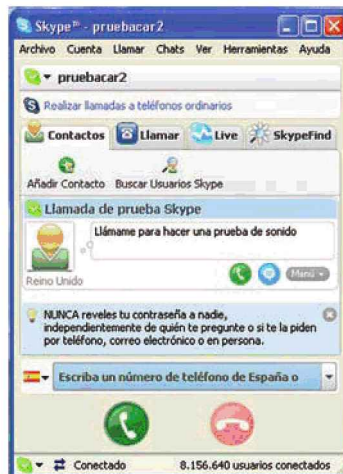 Skype™ - pruebacar2
Archivo Cuenta Llamar Chats Ver Herramientas Ayuda
pruebacar2
Realizar llamadas a teléfonos ordinarios
Contactos Llamar Live SkypeFind
Añadir Contacto Buscar Usuarios Skype
Llamada de prueba Skype
Llámame para hacer una prueba de sonido
Reino Unido
Menú
NUNCA reveles tu contraseña a nadie,
independientemente de quién te pregunte o si te la piden
por teléfono, correo electrónico o en persona.
Escriba un número de teléfono de España o
Conectado 8.156.640 usuarios conectados